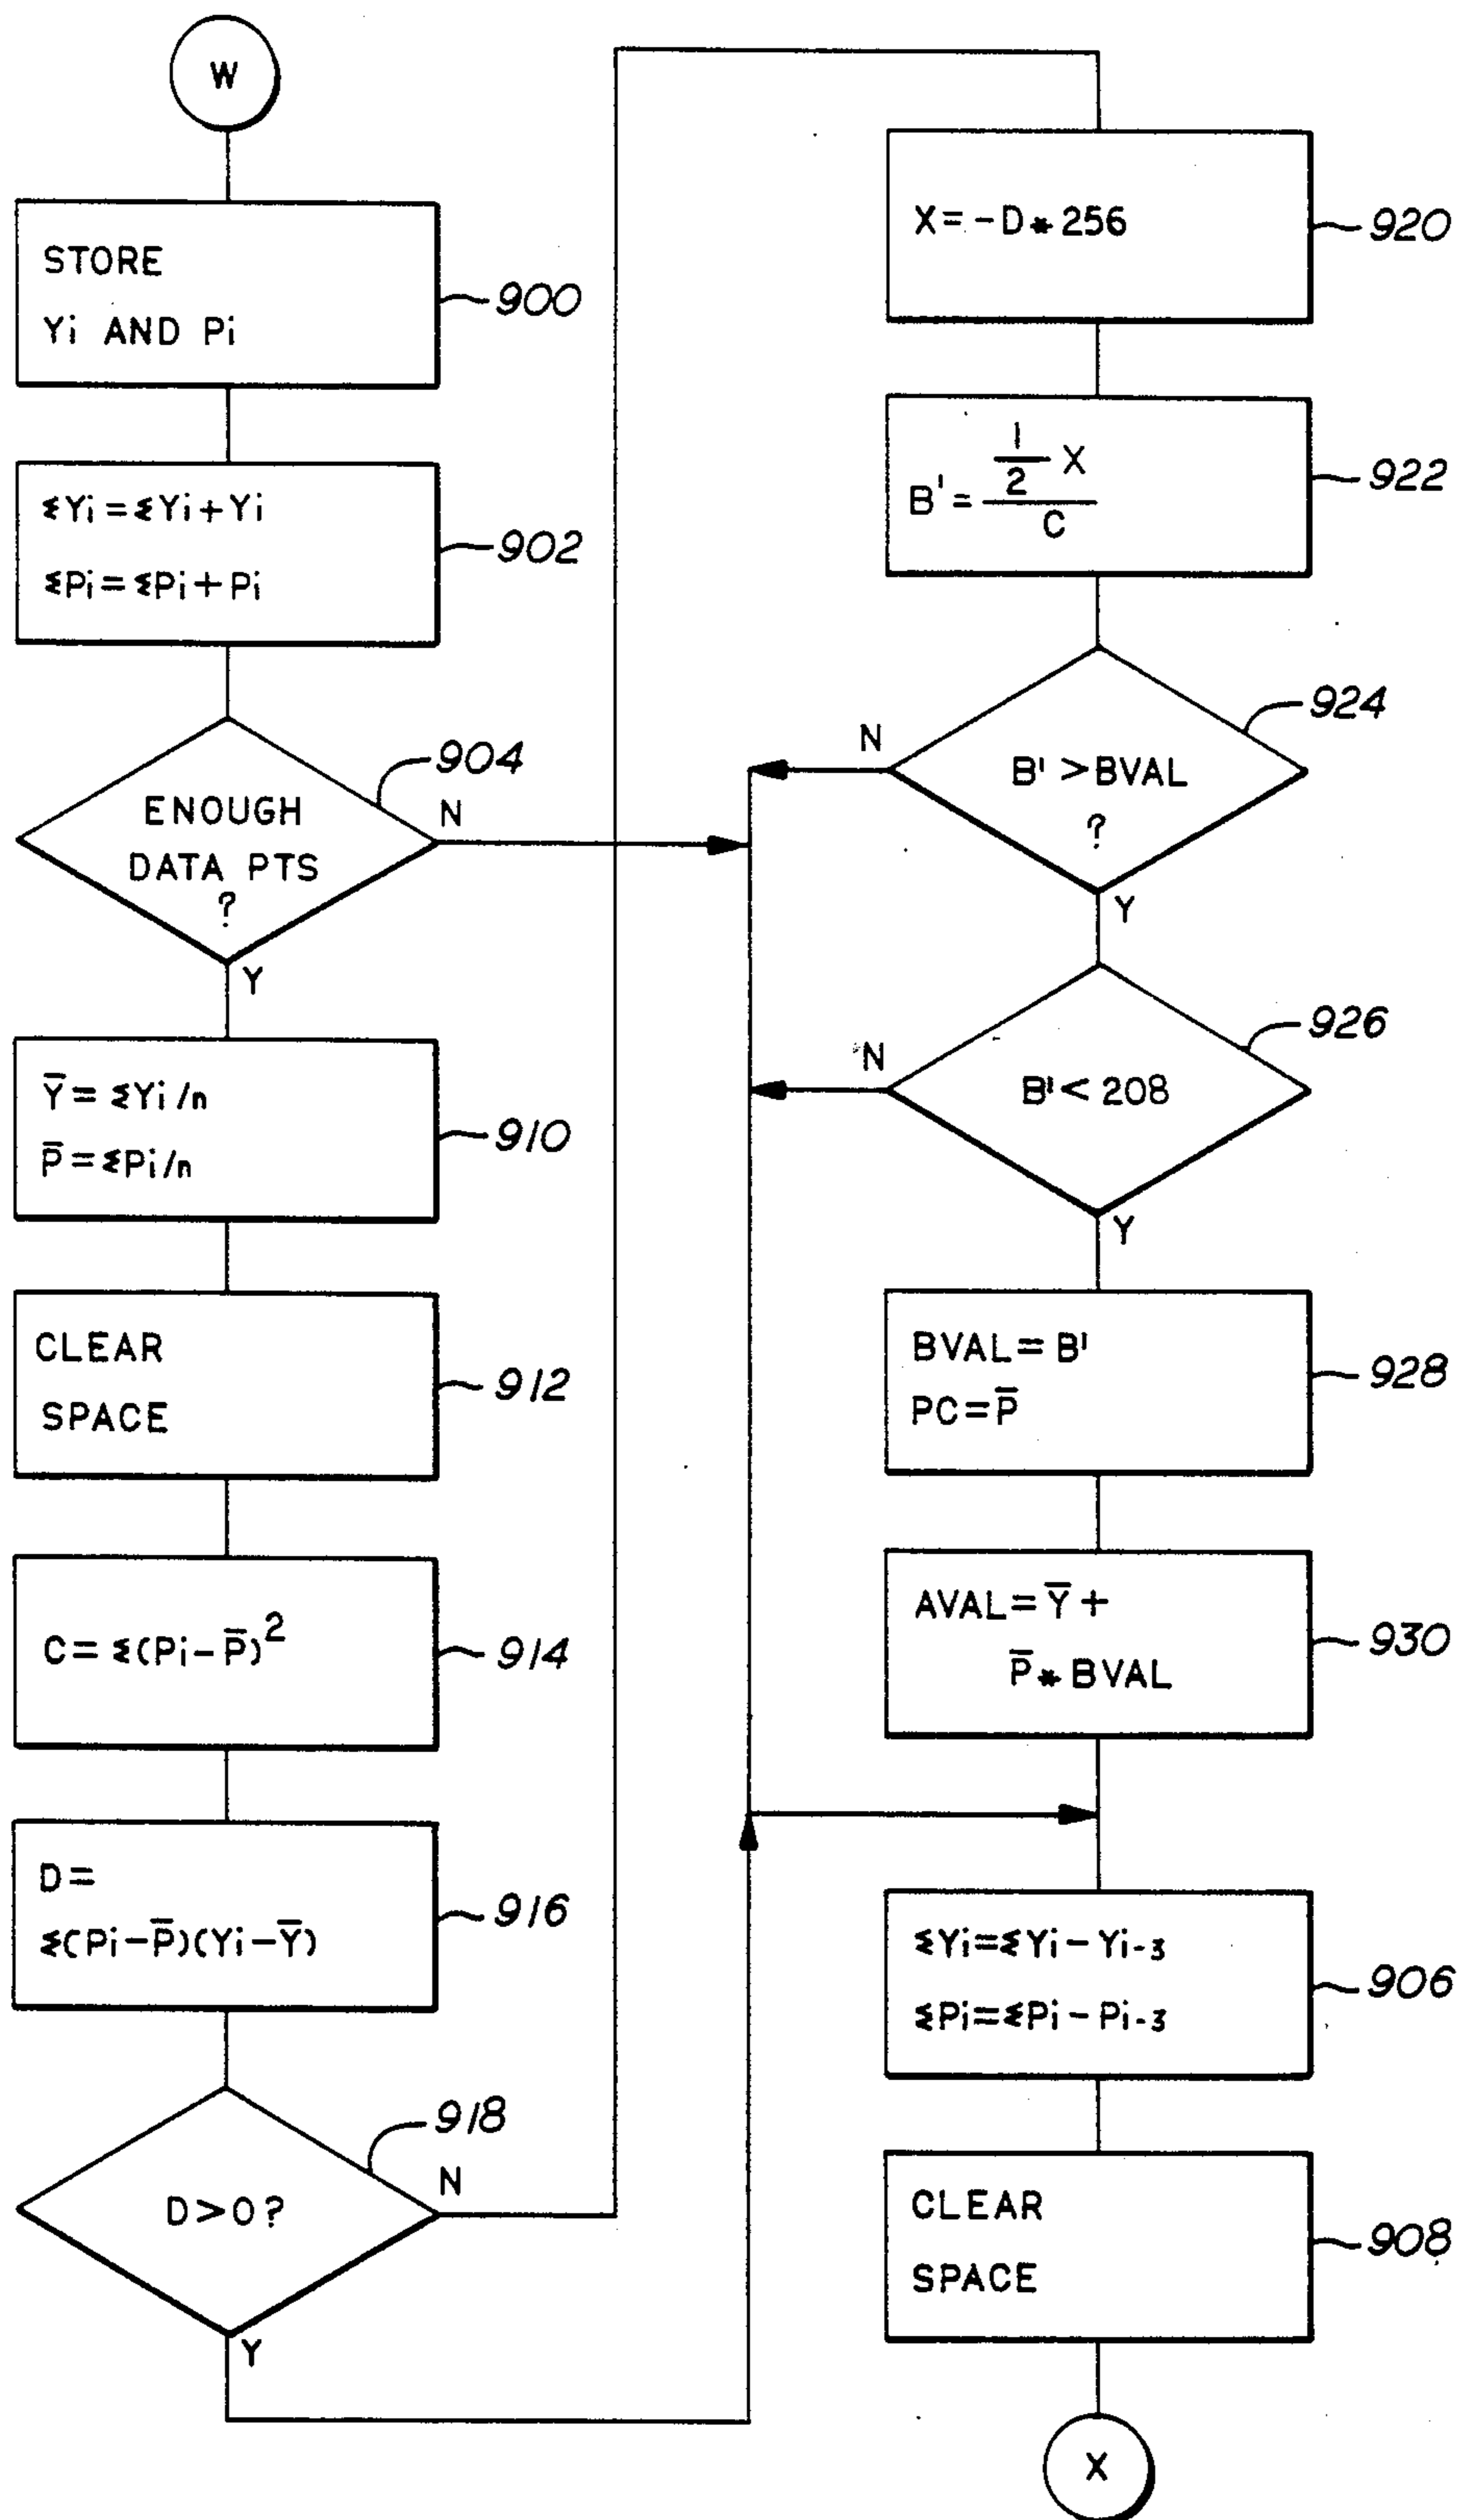 W
STORE
Yi AND Pi
900
ΣYi=ΣYi+Yi
ΣPi=ΣPi+Pi
902
904
ENOUGH
DATA PTS
?
N
Y
Ȳ=ΣYi/n
P̄=ΣPi/n
910
CLEAR
SPACE
912
C=Σ(Pi-P̄)²
914
D=
Σ(Pi-P̄)(Yi-Ȳ)
916
918
D>0?
N
Y
X=-D*256
920
B'=½X/C
922
924
B'>BVAL
?
N
Y
926
B'<208
N
Y
BVAL=B'
PC=P̄
928
AVAL=Ȳ+
P̄*BVAL
930
ΣYi=ΣYi-Yi-3
ΣPi=ΣPi-Pi-3
906
CLEAR
SPACE
908
X